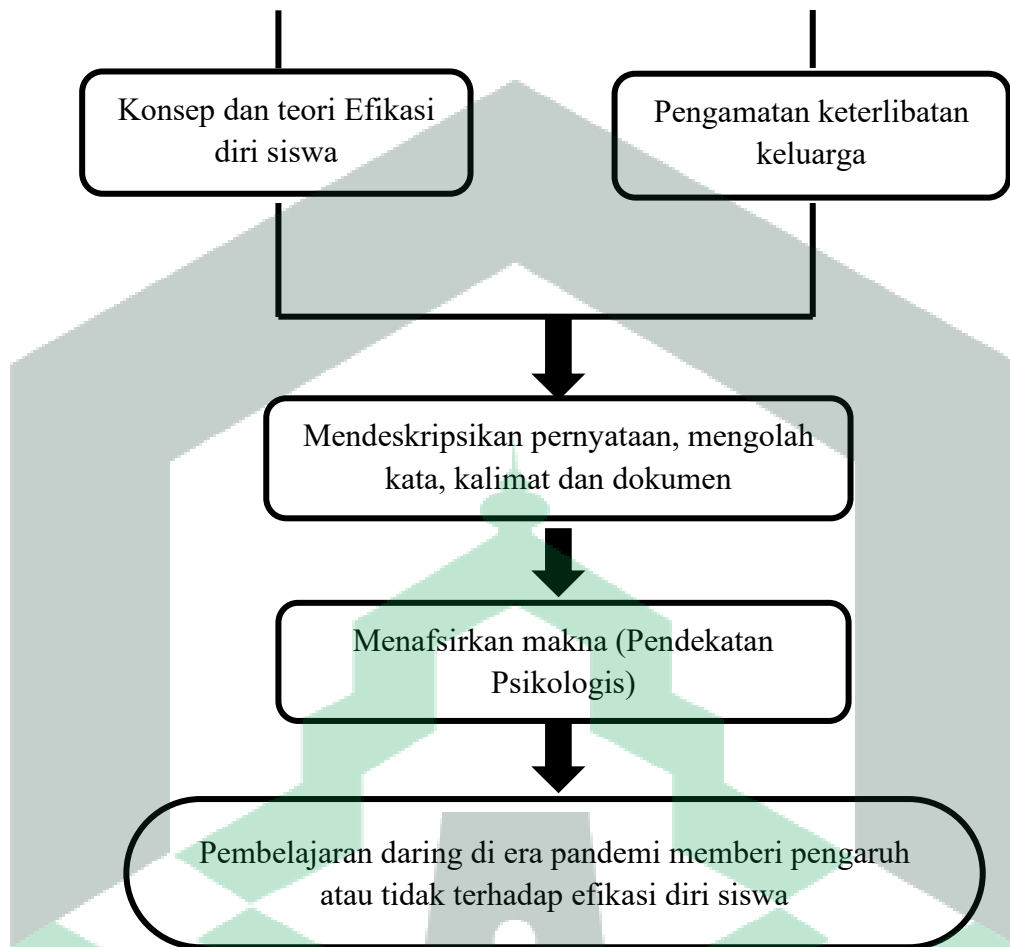 Konsep dan teori Efikasi
diri siswa
Pengamatan keterlibatan
keluarga
Mendeskripsikan pernyataan, mengolah
kata, kalimat dan dokumen
Menafsirkan makna (Pendekatan
Psikologis)
Pembelajaran daring di era pandemi memberi pengaruh
atau tidak terhadap efikasi diri siswa